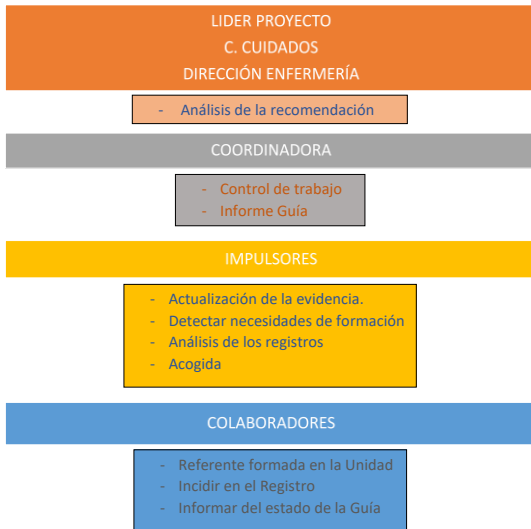 LIDER PROYECTO
C. CUIDADOS
DIRECCIÓN ENFERMERÍA
- Análisis de la recomendación
COORDINADORA
- Control de trabajo
- Informe Guía
IMPULSORES
- Actualización de la evidencia.
- Detectar necesidades de formación
- Análisis de los registros
- Acogida
COLABORADORES
- Referente formada en la Unidad
- Incidir en el Registro
- Informar del estado de la Guía